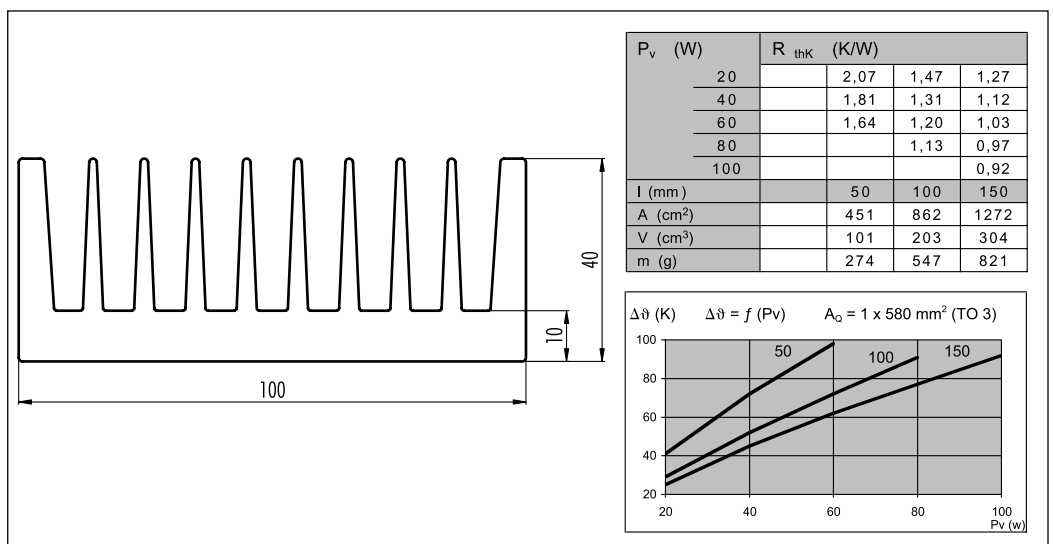 P_v (W) R thK (K/W)
20 2,07 1,47 1,27
40 1,81 1,31 1,12
60 1,64 1,20 1,03
80 1,13 0,97
100 0,92
l (mm) 50 100 150
A (cm²) 451 862 1272
V (cm³) 101 203 304
m (g) 274 547 821
40
10
100
Δϑ (K) Δϑ = ƒ (Pv) A_Q = 1 x 580 mm² (TO 3)
100
50 100 150
80
60
40
20
20 40 60 80 100
Pv (w)